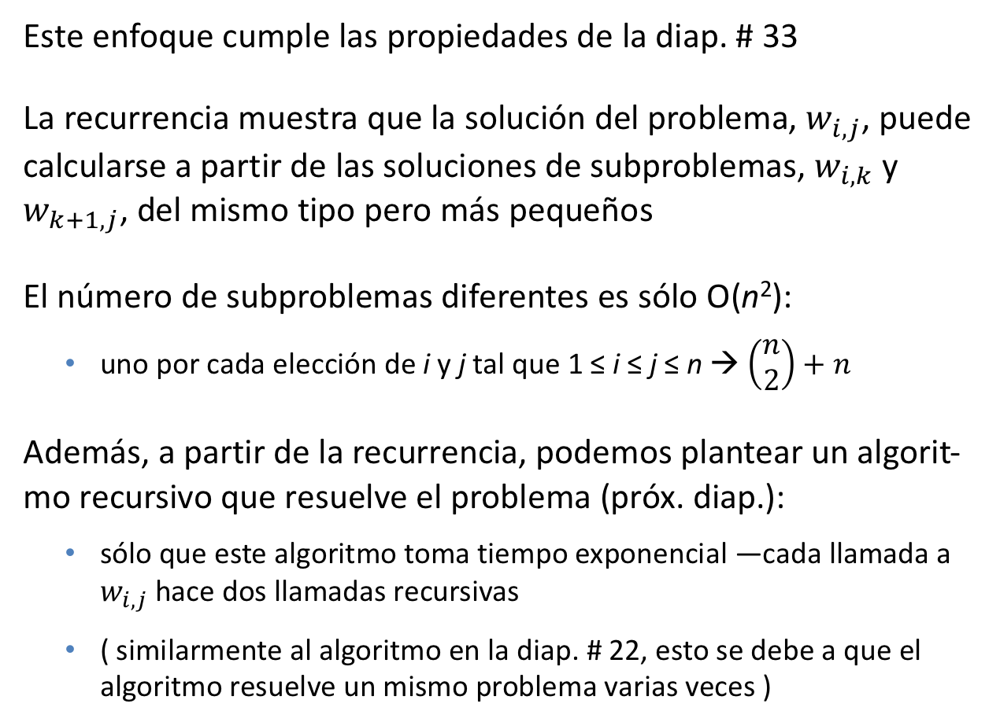 Este enfoque cumple las propiedades de la diap. # 33
La recurrencia muestra que la solución del problema, $w_{i,j}$, puede
calcularse a partir de las soluciones de subproblemas, $w_{i,k}$ y
$w_{k+1,j}$, del mismo tipo pero más pequeños
El número de subproblemas diferentes es sólo O($n^2$):
• uno por cada elección de i y j tal que 1 ≤ i ≤ j ≤ n → $\binom{n}{2} + n$
Además, a partir de la recurrencia, podemos plantear un algorit-
mo recursivo que resuelve el problema (próx. diap.):
• sólo que este algoritmo toma tiempo exponencial —cada llamada a
$w_{i,j}$ hace dos llamadas recursivas
• ( similarmente al algoritmo en la diap. # 22, esto se debe a que el
algoritmo resuelve un mismo problema varias veces )